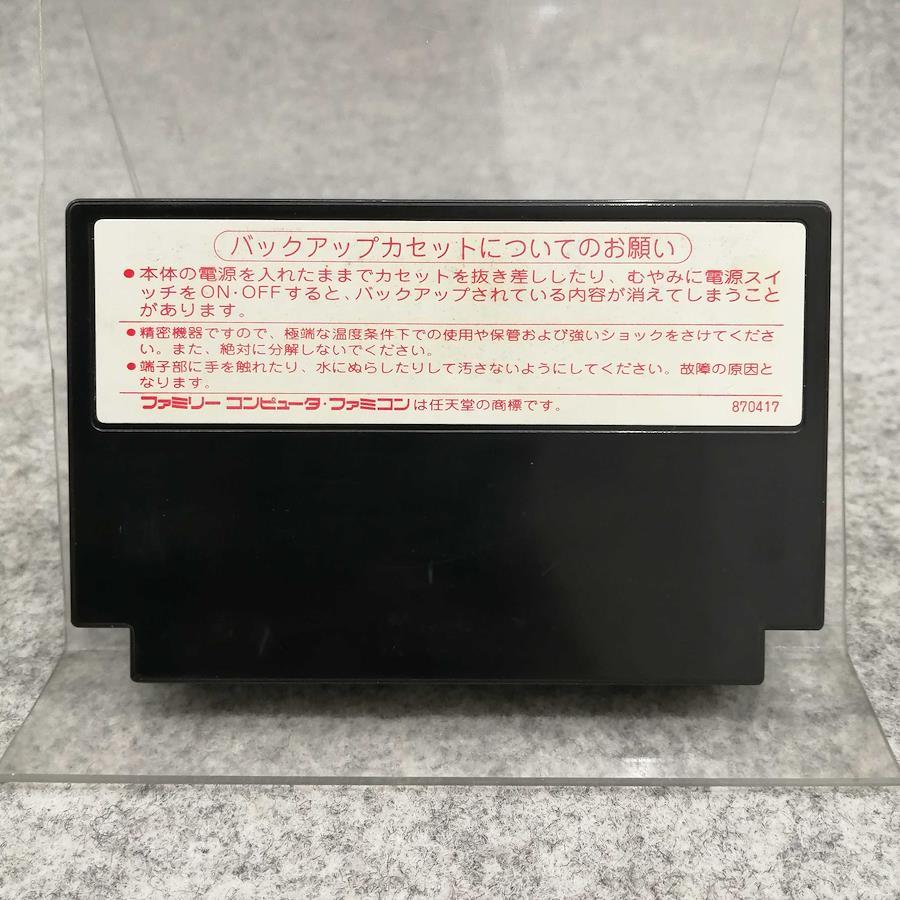 バックアップカセットについてのお願い
●本体の電源を入れたままでカセットを抜き差ししたり、むやみに電源スイ
ッチをON・OFFすると、バックアップされている内容が消えてしまうこと
があります。
●精密機器ですので、極端な温度条件下での使用や保管および強いショックをさけてくださ
い。また、絶対に分解しないでください。
●端子部に手を触れたり、水にぬらしたりして汚さないようにしてください。故障の原因と
なります。
ファミリー コンピュータ・ファミコンは任天堂の商標です。 870417